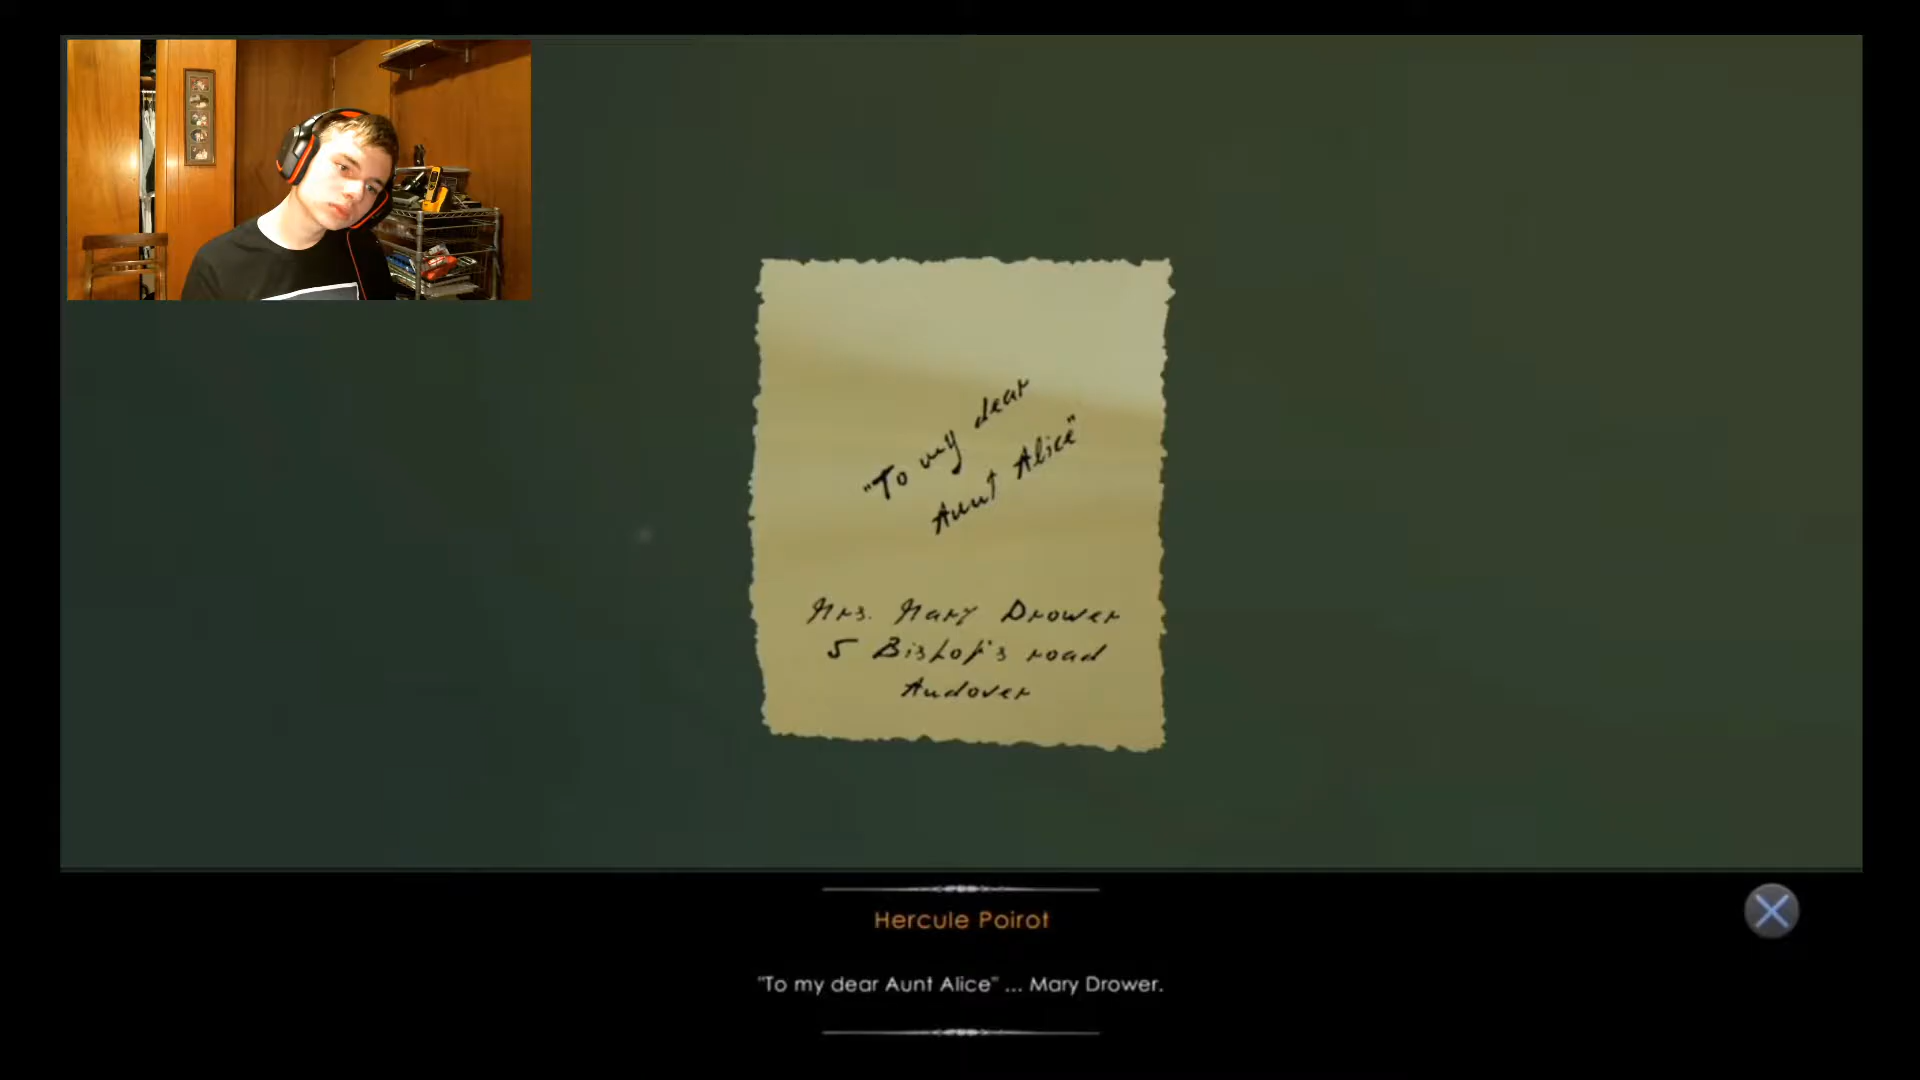 "To my dear
Aunt Alice"
Mrs. Mary Drower
5 Bishop's road
Andover
Hercule Poirot
"To my dear Aunt Alice" ... Mary Drower.